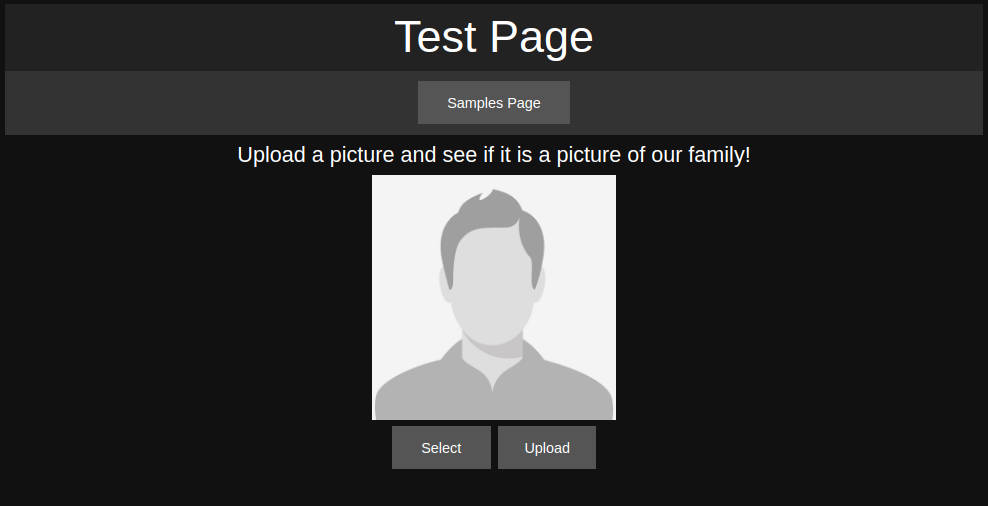 Test Page
Samples Page
Upload a picture and see if it is a picture of our family!
Select Upload